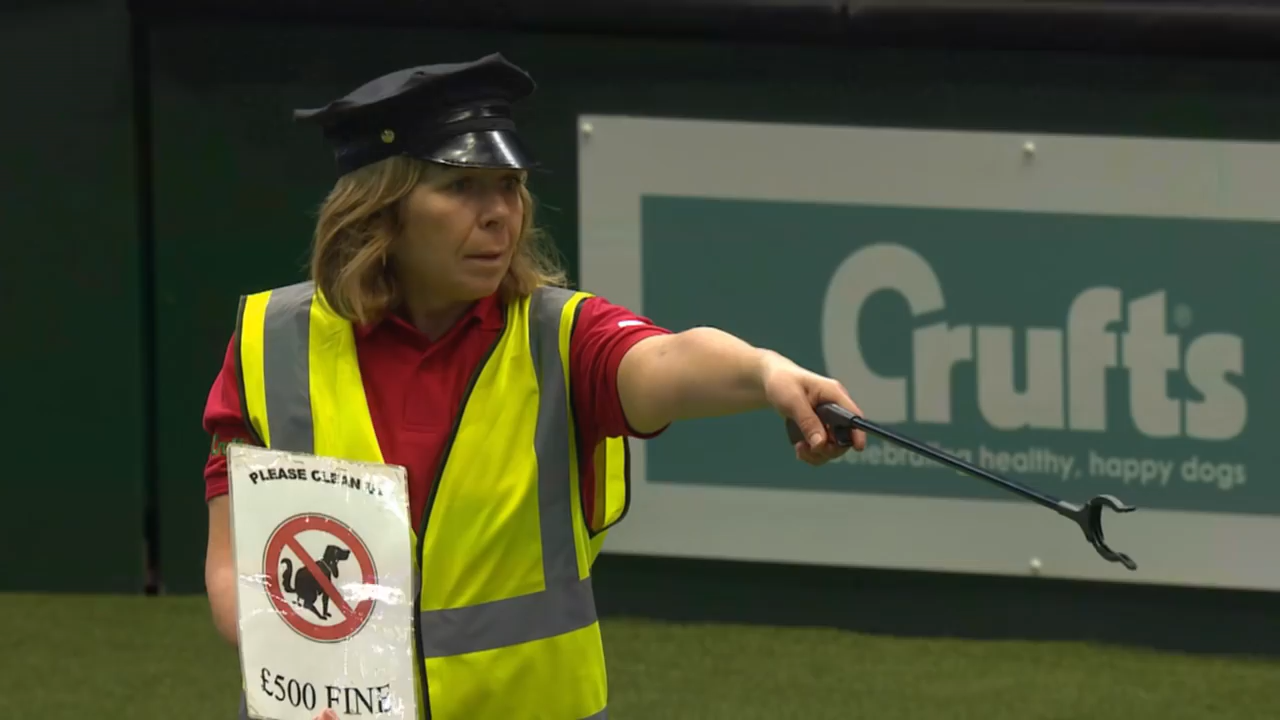 PLEASE CLEAN UP
£500 FINE
Crufts
Celebrating healthy, happy dogs